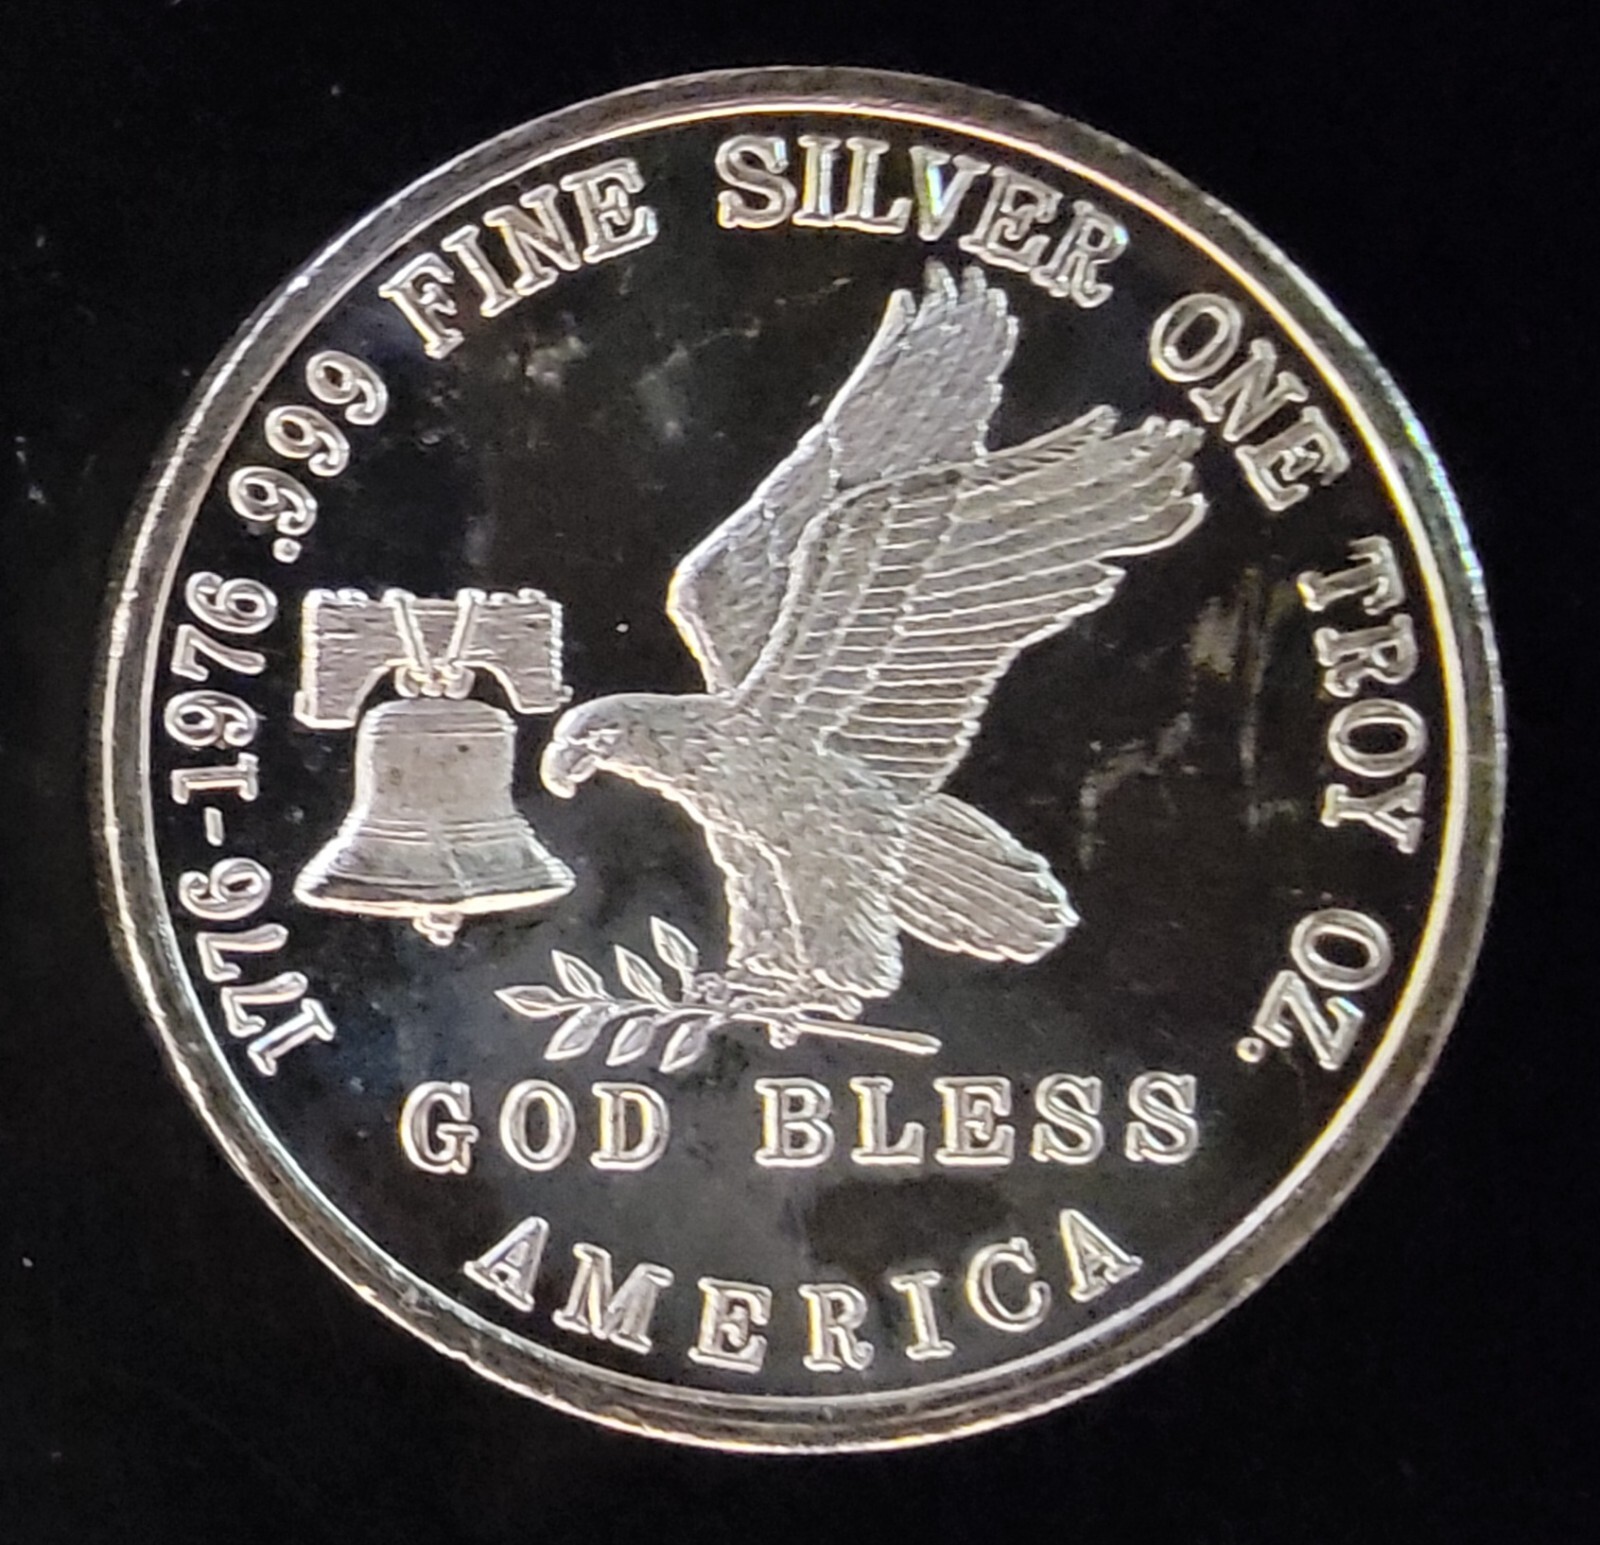 1776-1976 .999 FINE SILVER ONE TROY OZ.
GOD BLESS
AMERICA